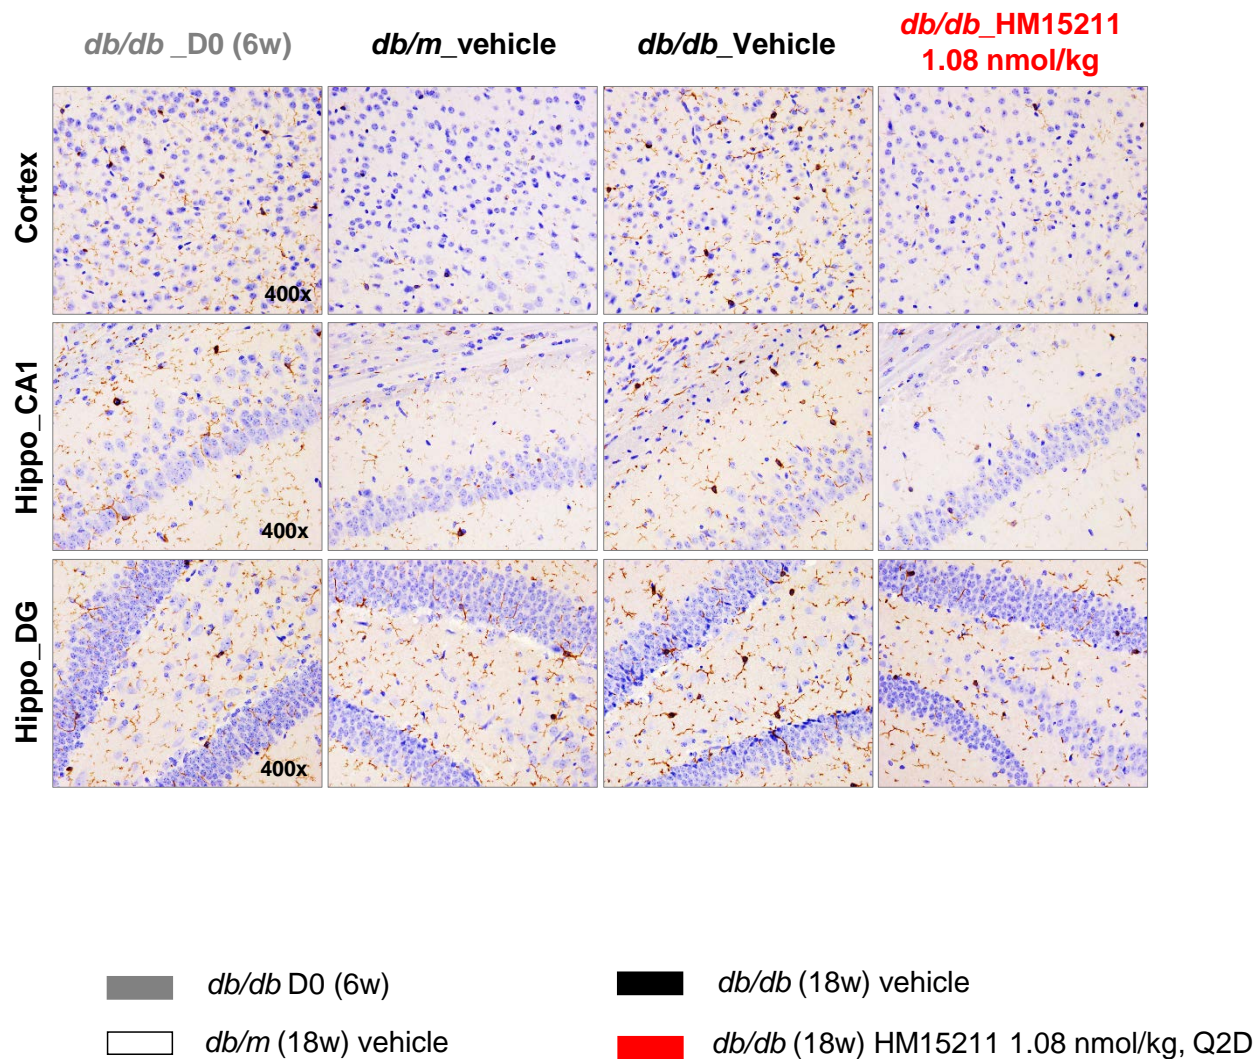 db/db _D0 (6w)
db/m_vehicle
db/db_Vehicle
db/db_HM15211
1.08 nmol/kg
Cortex
400x
Hippo_CA1
400x
Hippo_DG
400x
db/db D0 (6w)
db/db (18w) vehicle
db/m (18w) vehicle
db/db (18w) HM15211 1.08 nmol/kg, Q2D